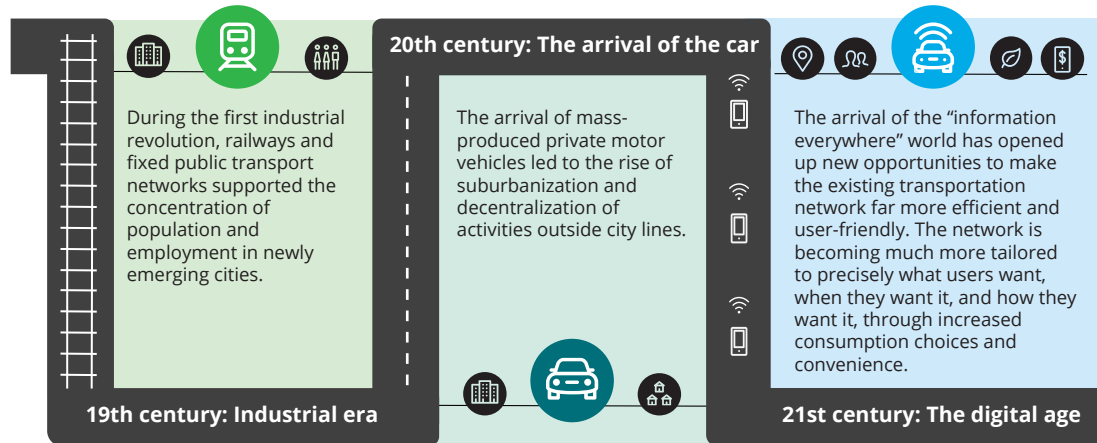 During the first industrial
revolution, railways and
fixed public transport
networks supported the
concentration of
population and
employment in newly
emerging cities.
19th century: Industrial era
20th century: The arrival of the car
The arrival of mass-
produced private motor
vehicles led to the rise of
suburbanization and
decentralization of
activities outside city lines.
$
The arrival of the “information
everywhere” world has opened
up new opportunities to make
the existing transportation
network far more efficient and
user-friendly. The network is
becoming much more tailored
to precisely what users want,
when they want it, and how they
want it, through increased
consumption choices and
convenience.
21st century: The digital age